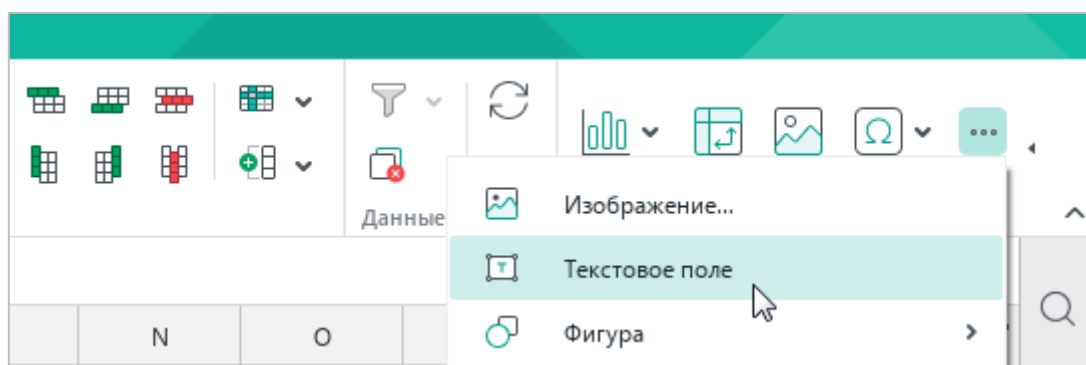 Данные
Изображение...
Текстовое поле
Фигура
N
O